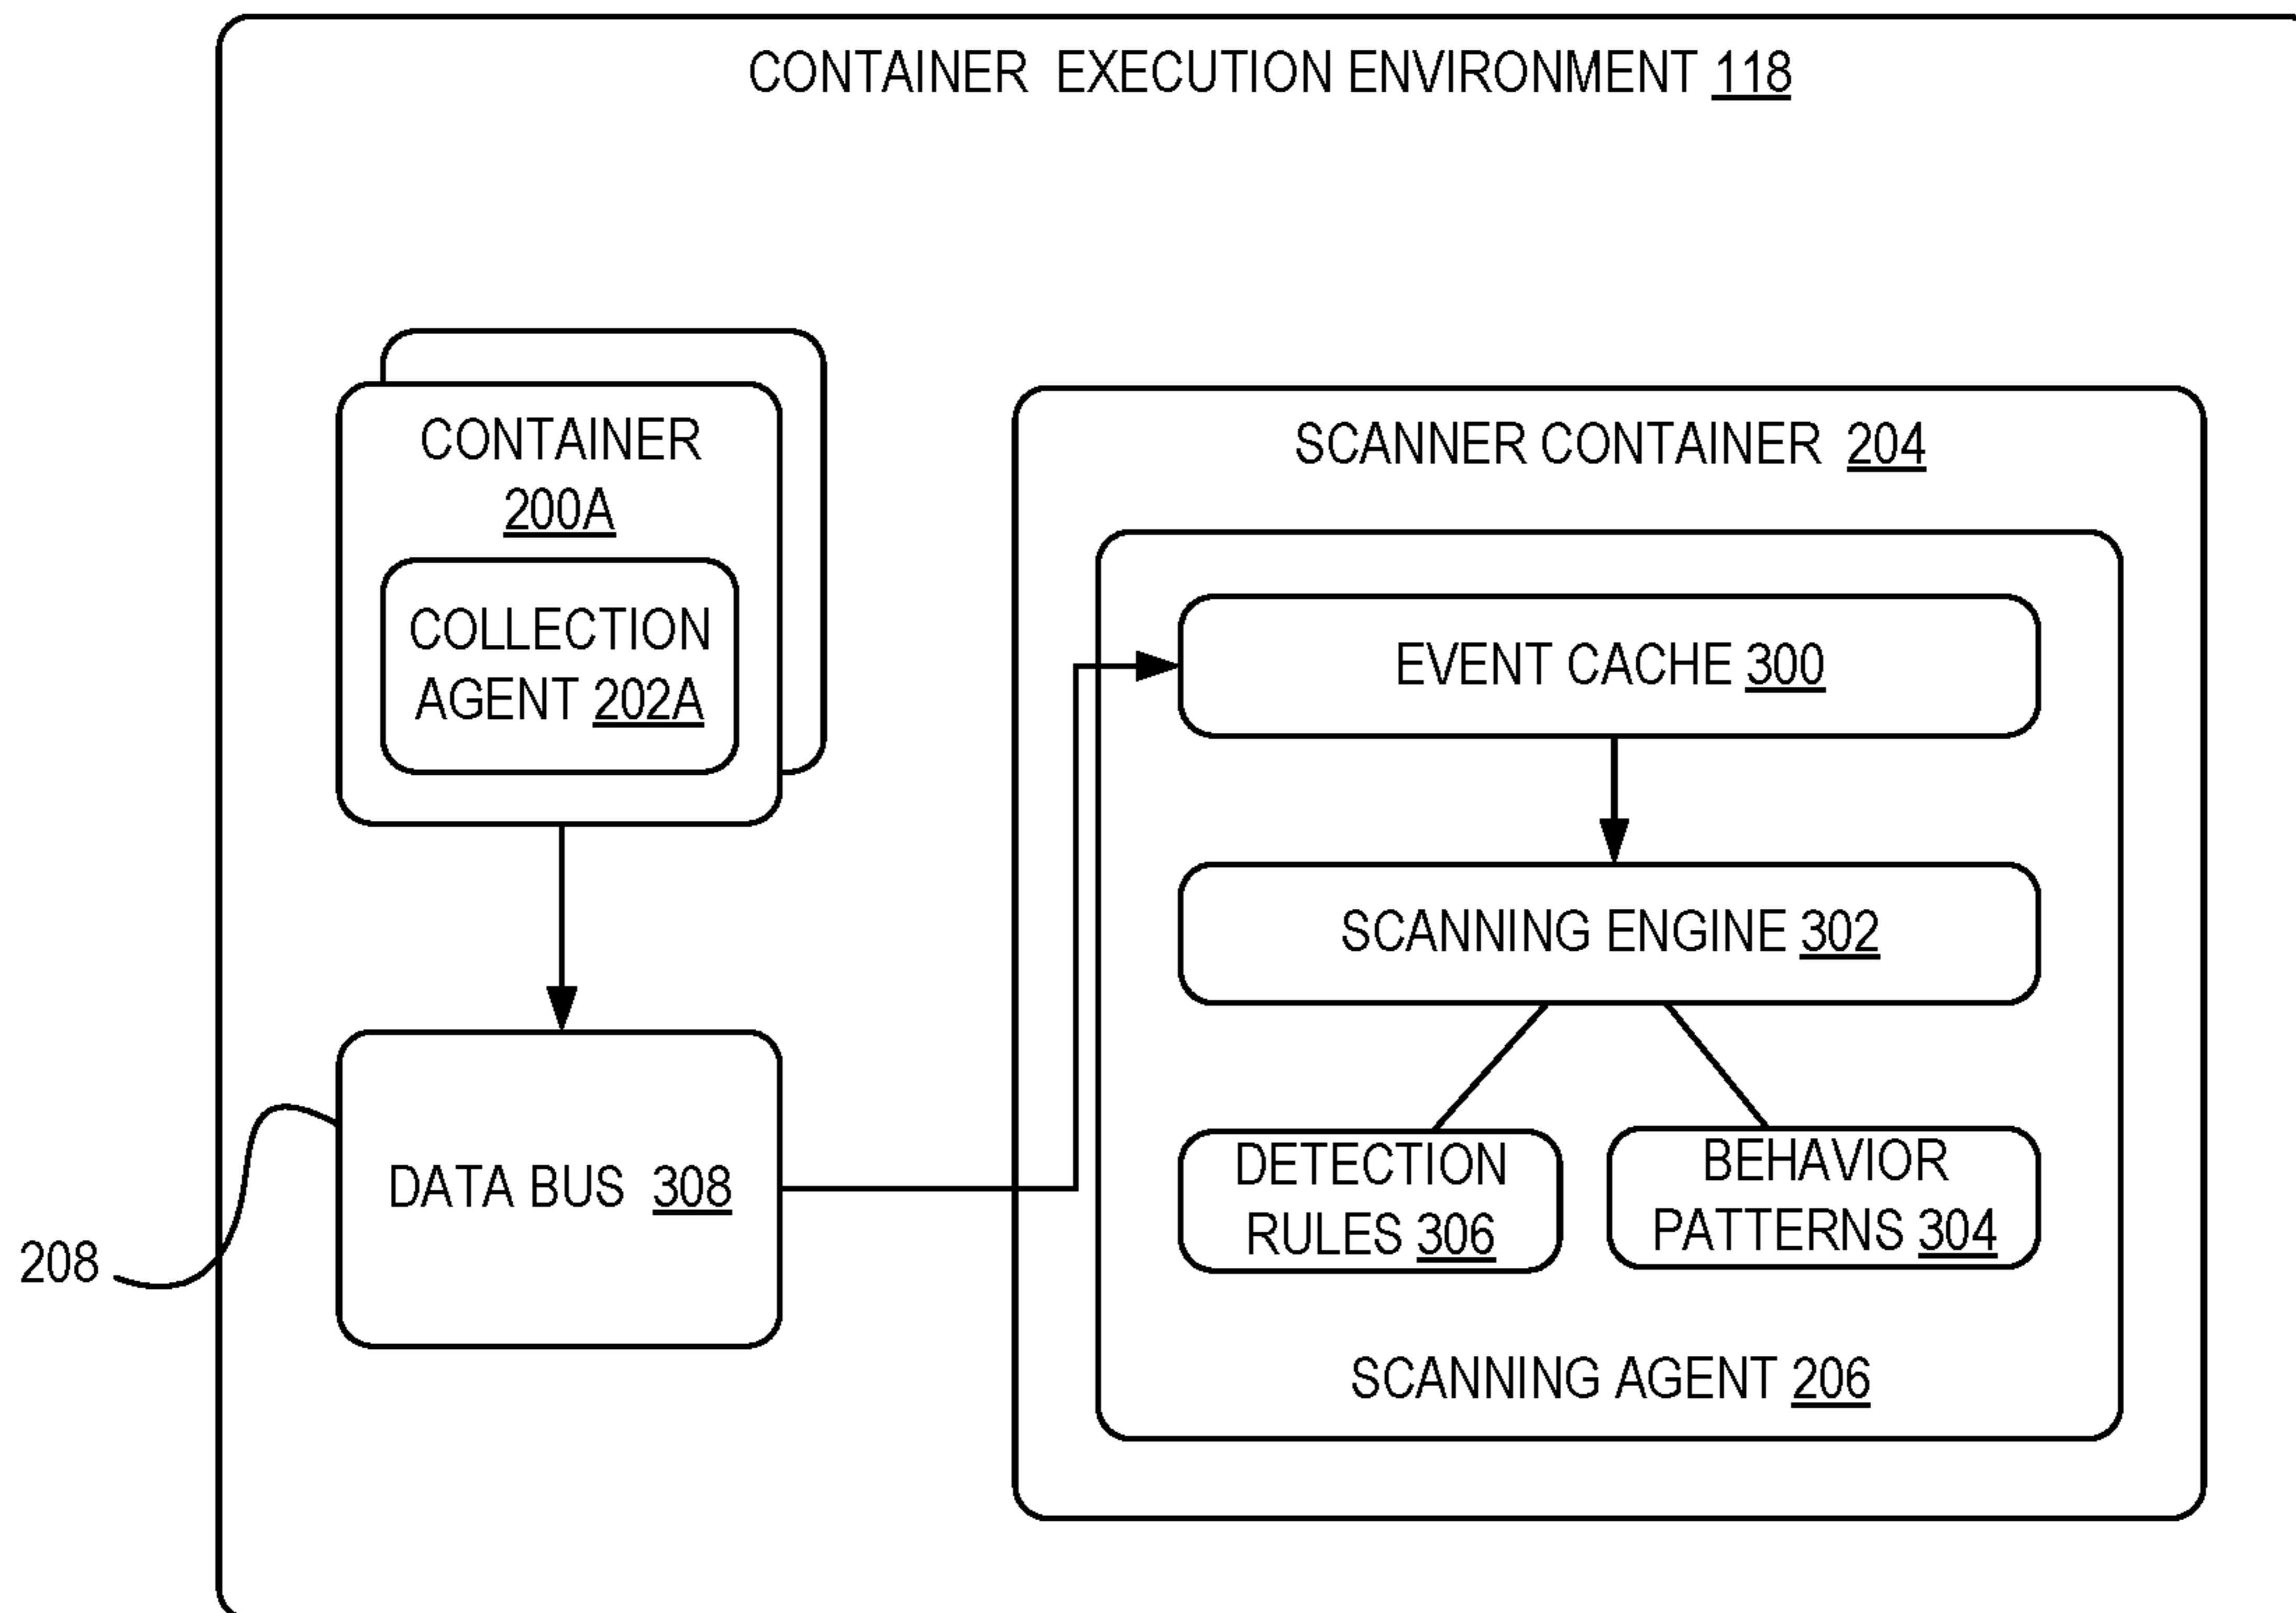 CONTAINER EXECUTION ENVIRONMENT 118
CONTAINER
200A
COLLECTION
AGENT 202A
DATA BUS 308
208
SCANNER CONTAINER 204
EVENT CACHE 300
SCANNING ENGINE 302
DETECTION
RULES 306
BEHAVIOR
PATTERNS 304
SCANNING AGENT 206